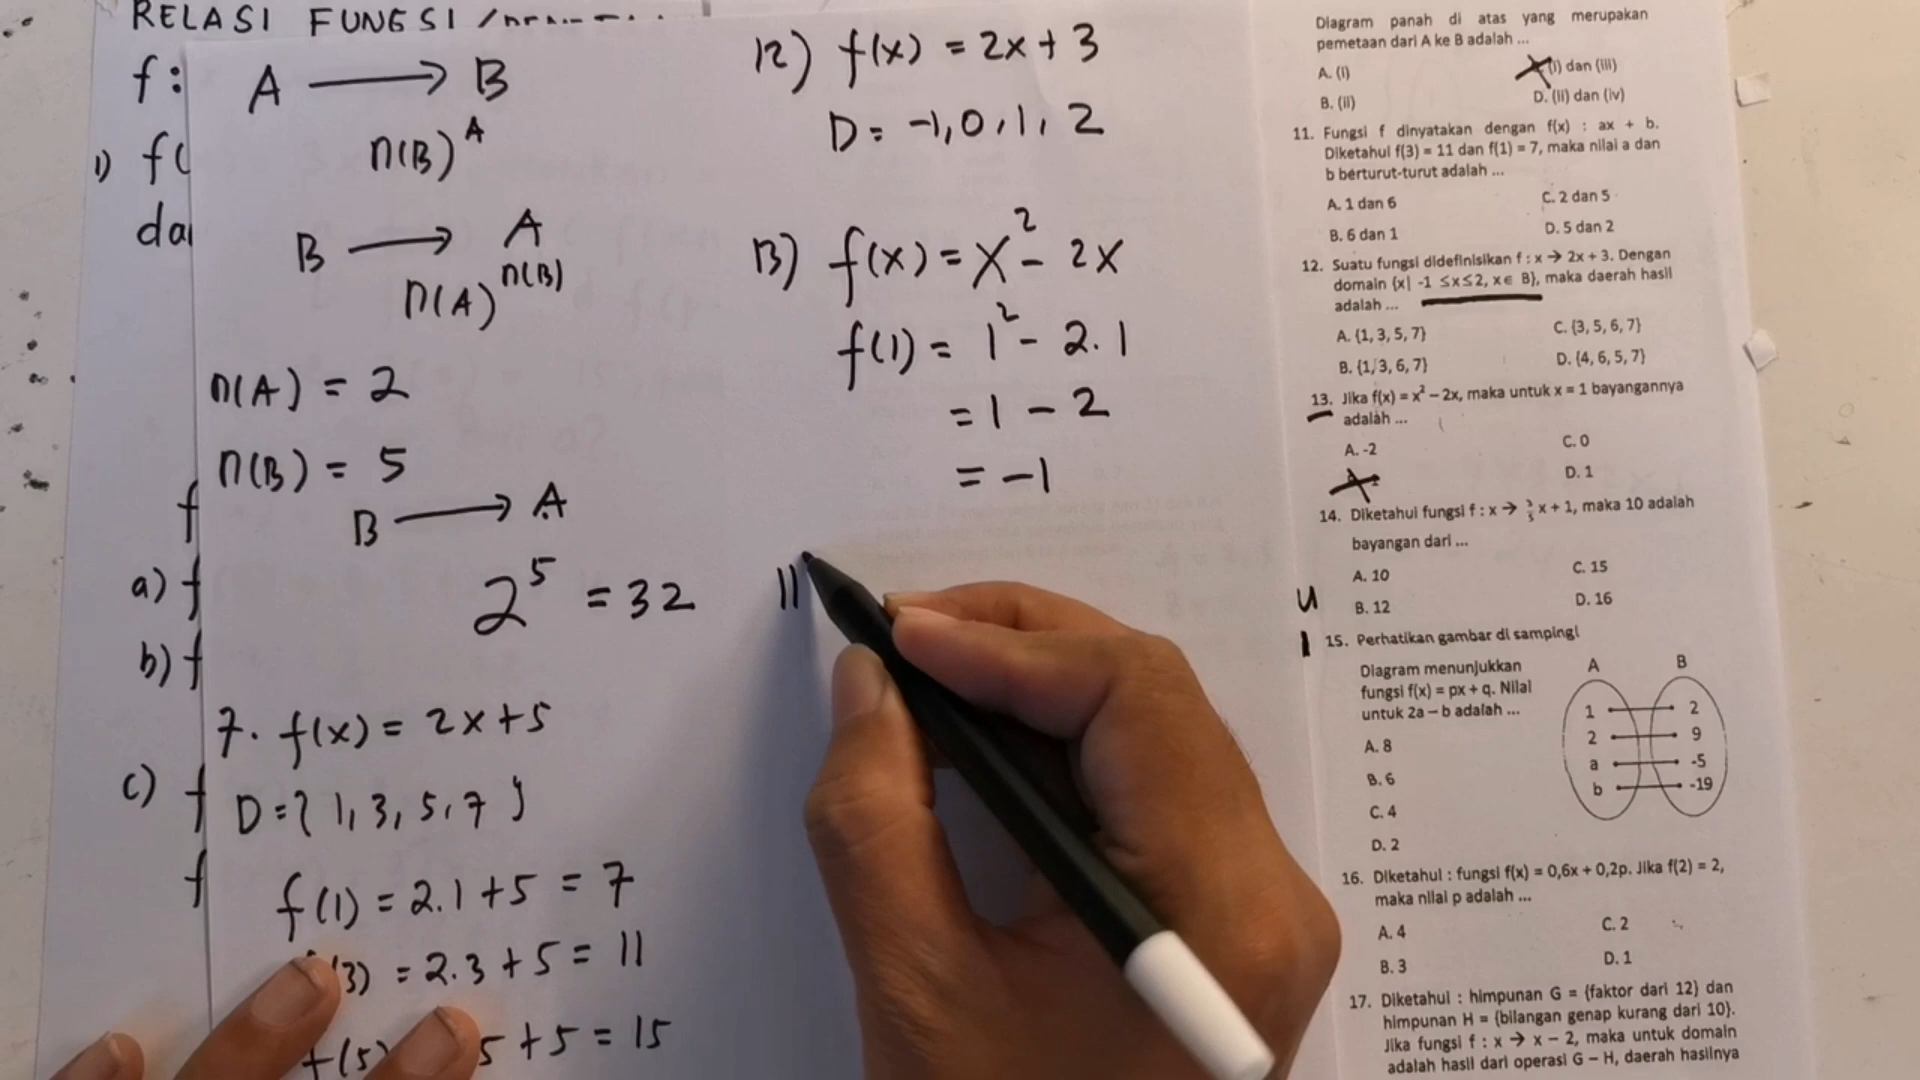 RELASI FUNGSI /
f:
1) f(
da
f
a) f
b) f
c) f
f
A → B
n(B)^A
B → A
n(A)^n(B)
n(A) = 2
n(B) = 5
B → A
2^5 = 32
7. f(x) = 2x+5
D = { 1, 3, 5, 7 }
f(1) = 2.1+5 = 7
(3) = 2.3+5 = 11
f(5) 5+5 = 15
12) f(x) = 2x+3
D = -1, 0, 1, 2
13) f(x) = x² - 2x
f(1) = 1² - 2.1
= 1 - 2
= -1
11
Diagram panah di atas yang merupakan
pemetaan dari A ke B adalah ...
A. (i)
(i) dan (iii)
B. (ii)
D. (ii) dan (iv)
11. Fungsi f dinyatakan dengan f(x) : ax + b.
Diketahui f(3) = 11 dan f(1) = 7, maka nilai a dan
b berturut-turut adalah ...
A. 1 dan 6
C. 2 dan 5
B. 6 dan 1
D. 5 dan 2
12. Suatu fungsi didefinisikan f : x → 2x + 3. Dengan
domain {x| -1 ≤x≤2, x∈ B}, maka daerah hasil
adalah ...
A. {1, 3, 5, 7}
C. {3, 5, 6, 7}
B. {1, 3, 6, 7}
D. {4, 6, 5, 7}
13. Jika f(x) = x² – 2x, maka untuk x = 1 bayangannya
adalah ...
A. -2
C. 0
D. 1
14. Diketahui fungsi f : x → x + 1, maka 10 adalah
bayangan dari ...
A. 10
C. 15
B. 12
D. 16
15. Perhatikan gambar di samping!
Diagram menunjukkan
fungsi f(x) = px + q. Nilai
untuk 2a – b adalah ...
A. 8
B. 6
C. 4
D. 2
A B
1 2
2 9
a -5
b -19
16. Diketahui : fungsi f(x) = 0,6x + 0,2p. Jika f(2) = 2,
maka nilai p adalah ...
A. 4
C. 2
B. 3
D. 1
17. Diketahui : himpunan G = {faktor dari 12} dan
himpunan H = {bilangan genap kurang dari 10}.
Jika fungsi f : x → x – 2, maka untuk domain
adalah hasil dari operasi G – H, daerah hasilnya